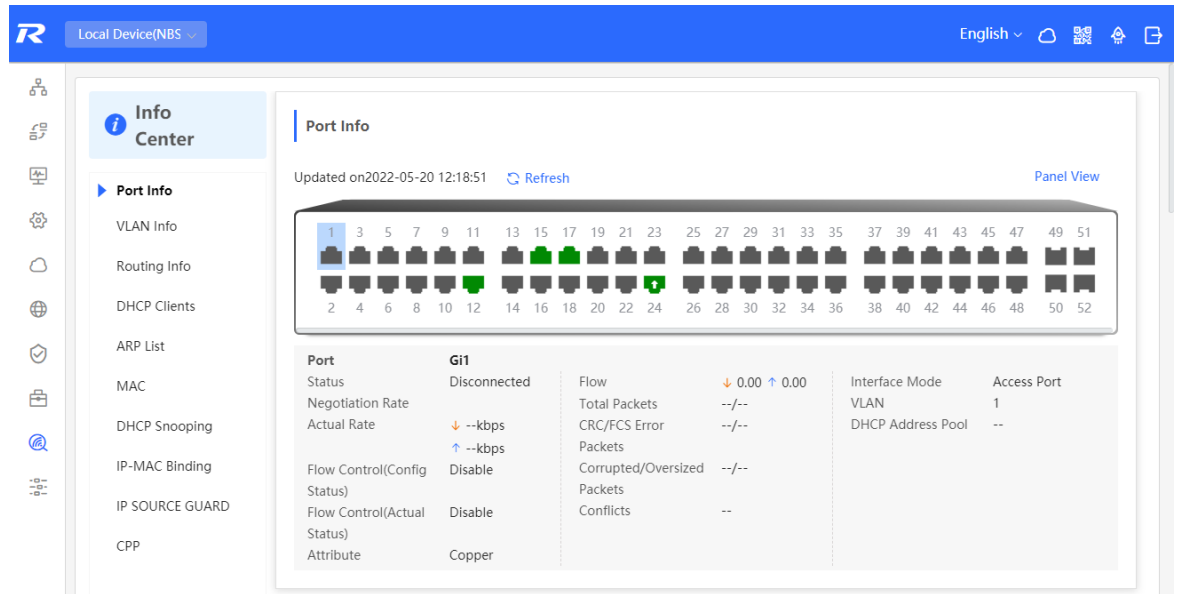 R Local Device(NBS English
Info
Center
Port Info
VLAN Info
Routing Info
DHCP Clients
ARP List
MAC
DHCP Snooping
IP-MAC Binding
IP SOURCE GUARD
CPP
Port Info
Updated on2022-05-20 12:18:51 Refresh Panel View
1 3 5 7 9 11 13 15 17 19 21 23 25 27 29 31 33 35 37 39 41 43 45 47 49 51
2 4 6 8 10 12 14 16 18 20 22 24 26 28 30 32 34 36 38 40 42 44 46 48 50 52
Port Gi1
Status Disconnected
Negotiation Rate
Actual Rate ↓ --kbps
↑ --kbps
Flow Control(Config Disable
Status)
Flow Control(Actual Disable
Status)
Attribute Copper
Flow ↓ 0.00 ↑ 0.00
Total Packets --/--
CRC/FCS Error --/--
Packets
Corrupted/Oversized --/--
Packets
Conflicts --
Interface Mode Access Port
VLAN 1
DHCP Address Pool --